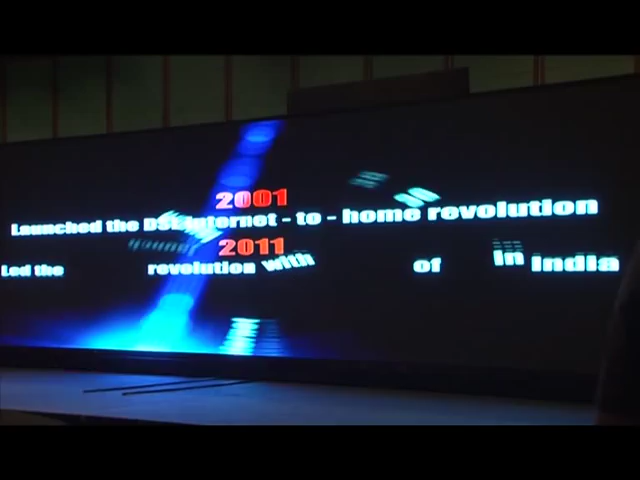 2001
Launched the DSL Internet - to - home revolution
2011
Led the revolution with of in India